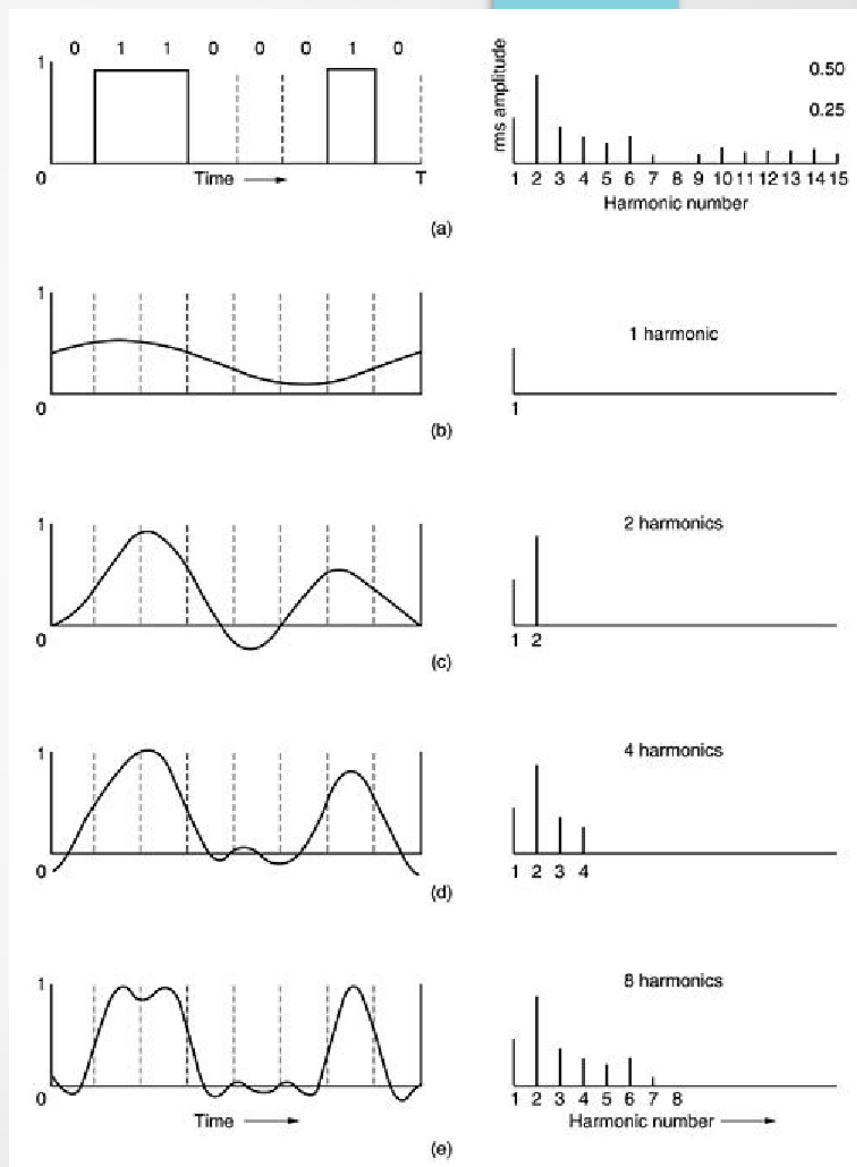 0 1 1 0 0 0 1 0
1
0
Time
T
rms amplitude
0.50
0.25
1 2 3 4 5 6 7 8 9 10 11 12 13 14 15
Harmonic number
(a)
1
0
1 harmonic
1
(b)
1
0
2 harmonics
1 2
(c)
1
0
4 harmonics
1 2 3 4
(d)
1
0
Time
8 harmonics
1 2 3 4 5 6 7 8
Harmonic number
(e)